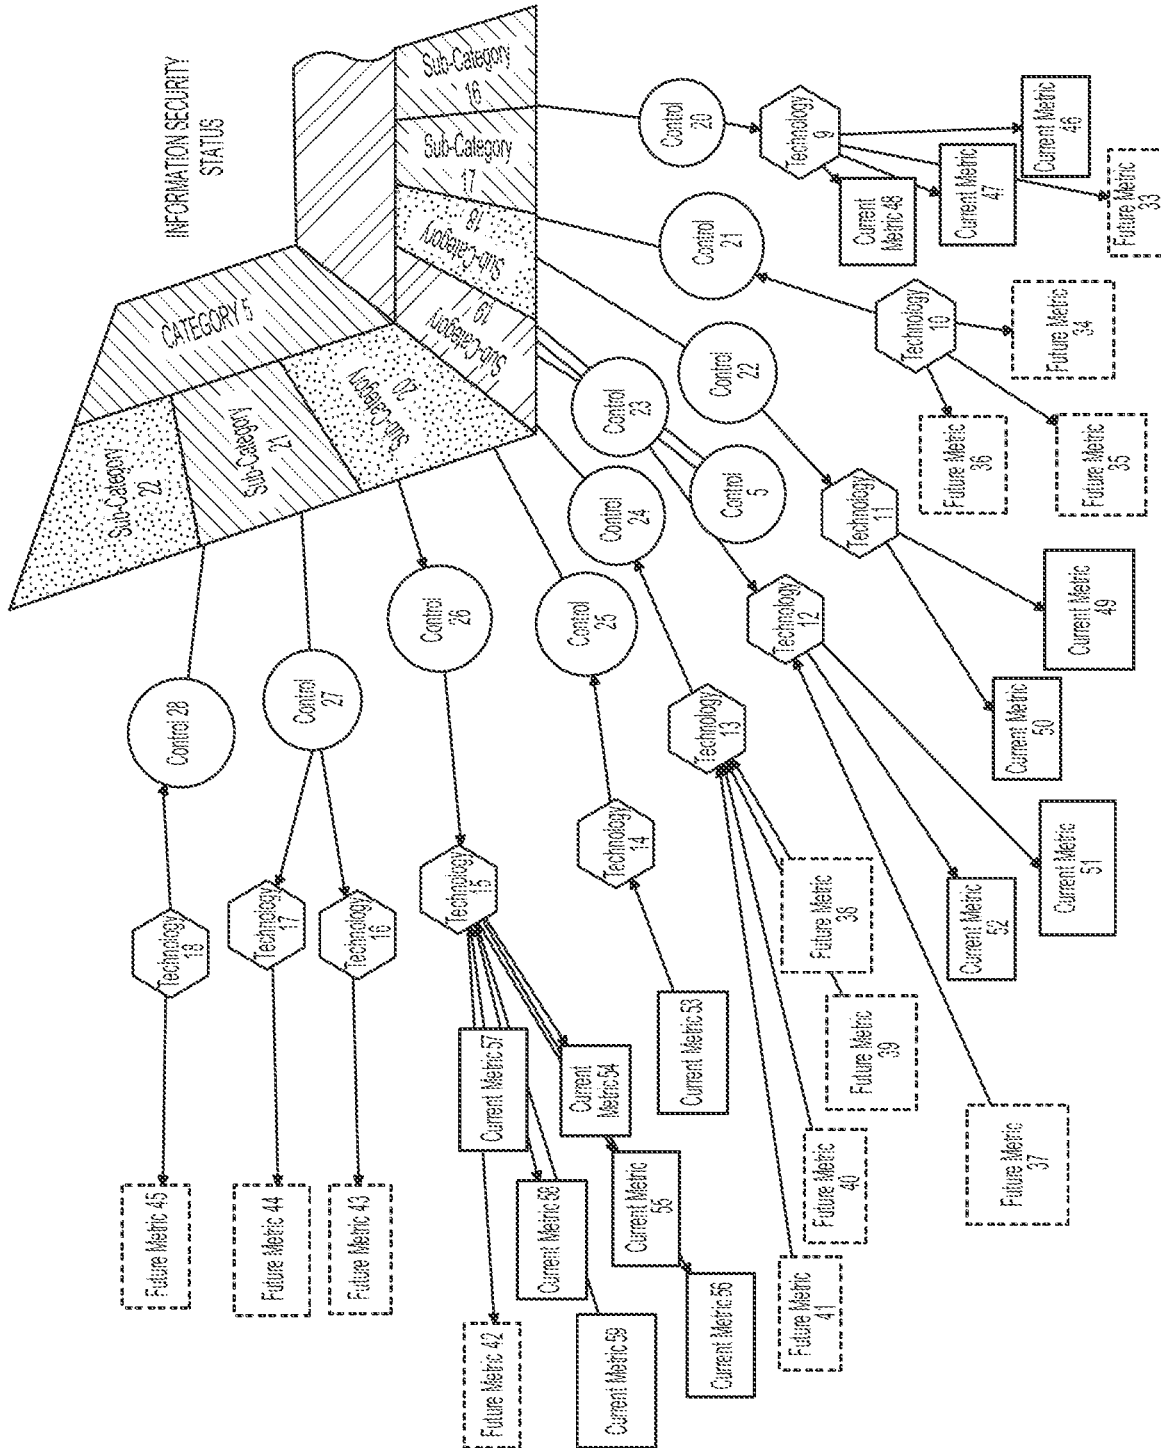 INFORMATION SECURITY
STATUS
CATEGORY 5
Sub-Category
16
Sub-Category
17
Sub-Category
18
Sub-Category
19
Sub-Category
20
Sub-Category
21
Sub-Category
22
Control
20
Control
21
Control
22
Control
23
Control
5
Control
24
Control
25
Control
26
Control
27
Control 28
Technology
9
Technology
10
Technology
11
Technology
12
Technology
13
Technology
14
Technology
15
Technology
16
Technology
17
Technology
18
Current Metric
46
Current Metric
47
Current
Metric 48
Future Metric
33
Future Metric
34
Future Metric
35
Future Metric
36
Current Metric
49
Current Metric
50
Current Metric
51
Current Metric
52
Future Metric
37
Future Metric
38
Future Metric
39
Future Metric
40
Future Metric
41
Current Metric 53
Current
Metric 54
Current Metric
55
Current Metric 56
Current Metric 57
Current Metric 58
Current Metric 59
Future Metric 42
Future Metric 43
Future Metric 44
Future Metric 45